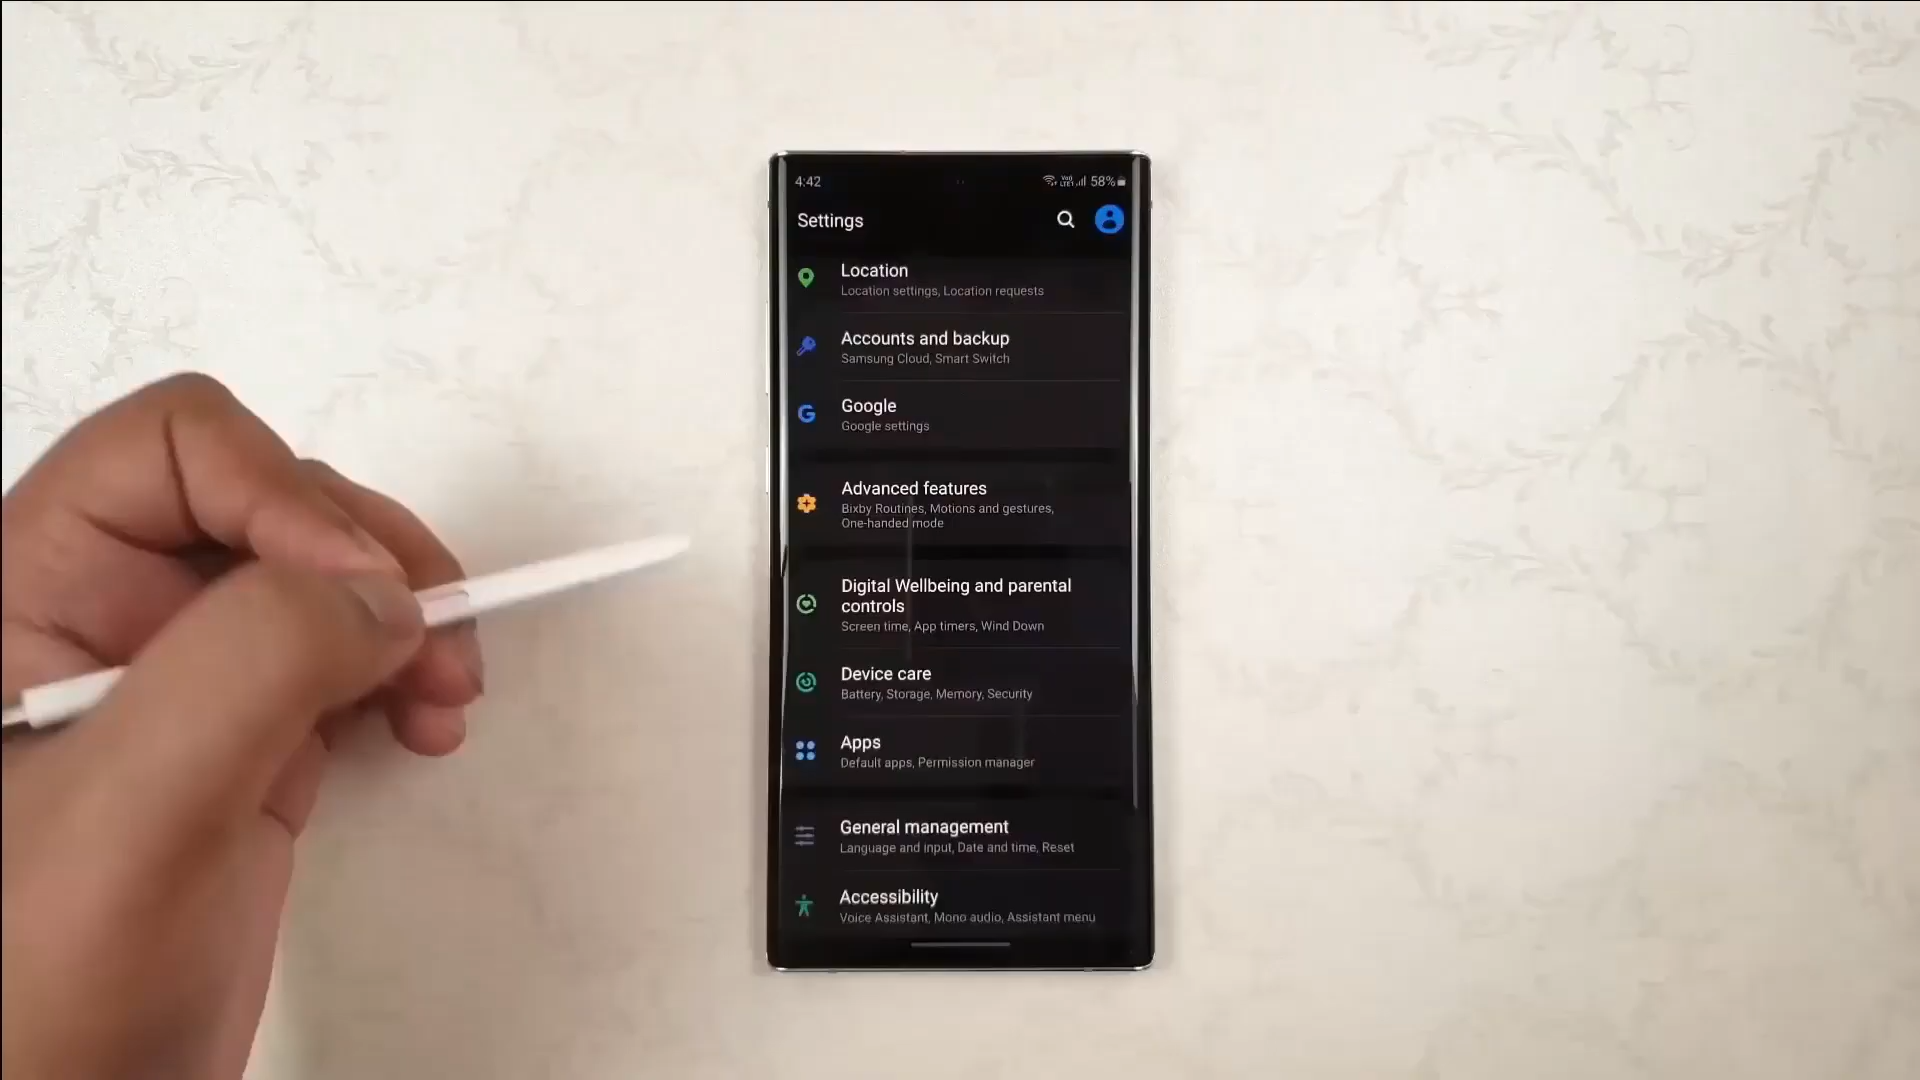 4:42
58%
Settings
Location
Location settings, Location requests
Accounts and backup
Samsung Cloud, Smart Switch
Google
Google settings
Advanced features
Bixby Routines, Motions and gestures,
One-handed mode
Digital Wellbeing and parental
controls
Screen time, App timers, Wind Down
Device care
Battery, Storage, Memory, Security
Apps
Default apps, Permission manager
General management
Language and input, Date and time, Reset
Accessibility
Voice Assistant, Mono audio, Assistant menu